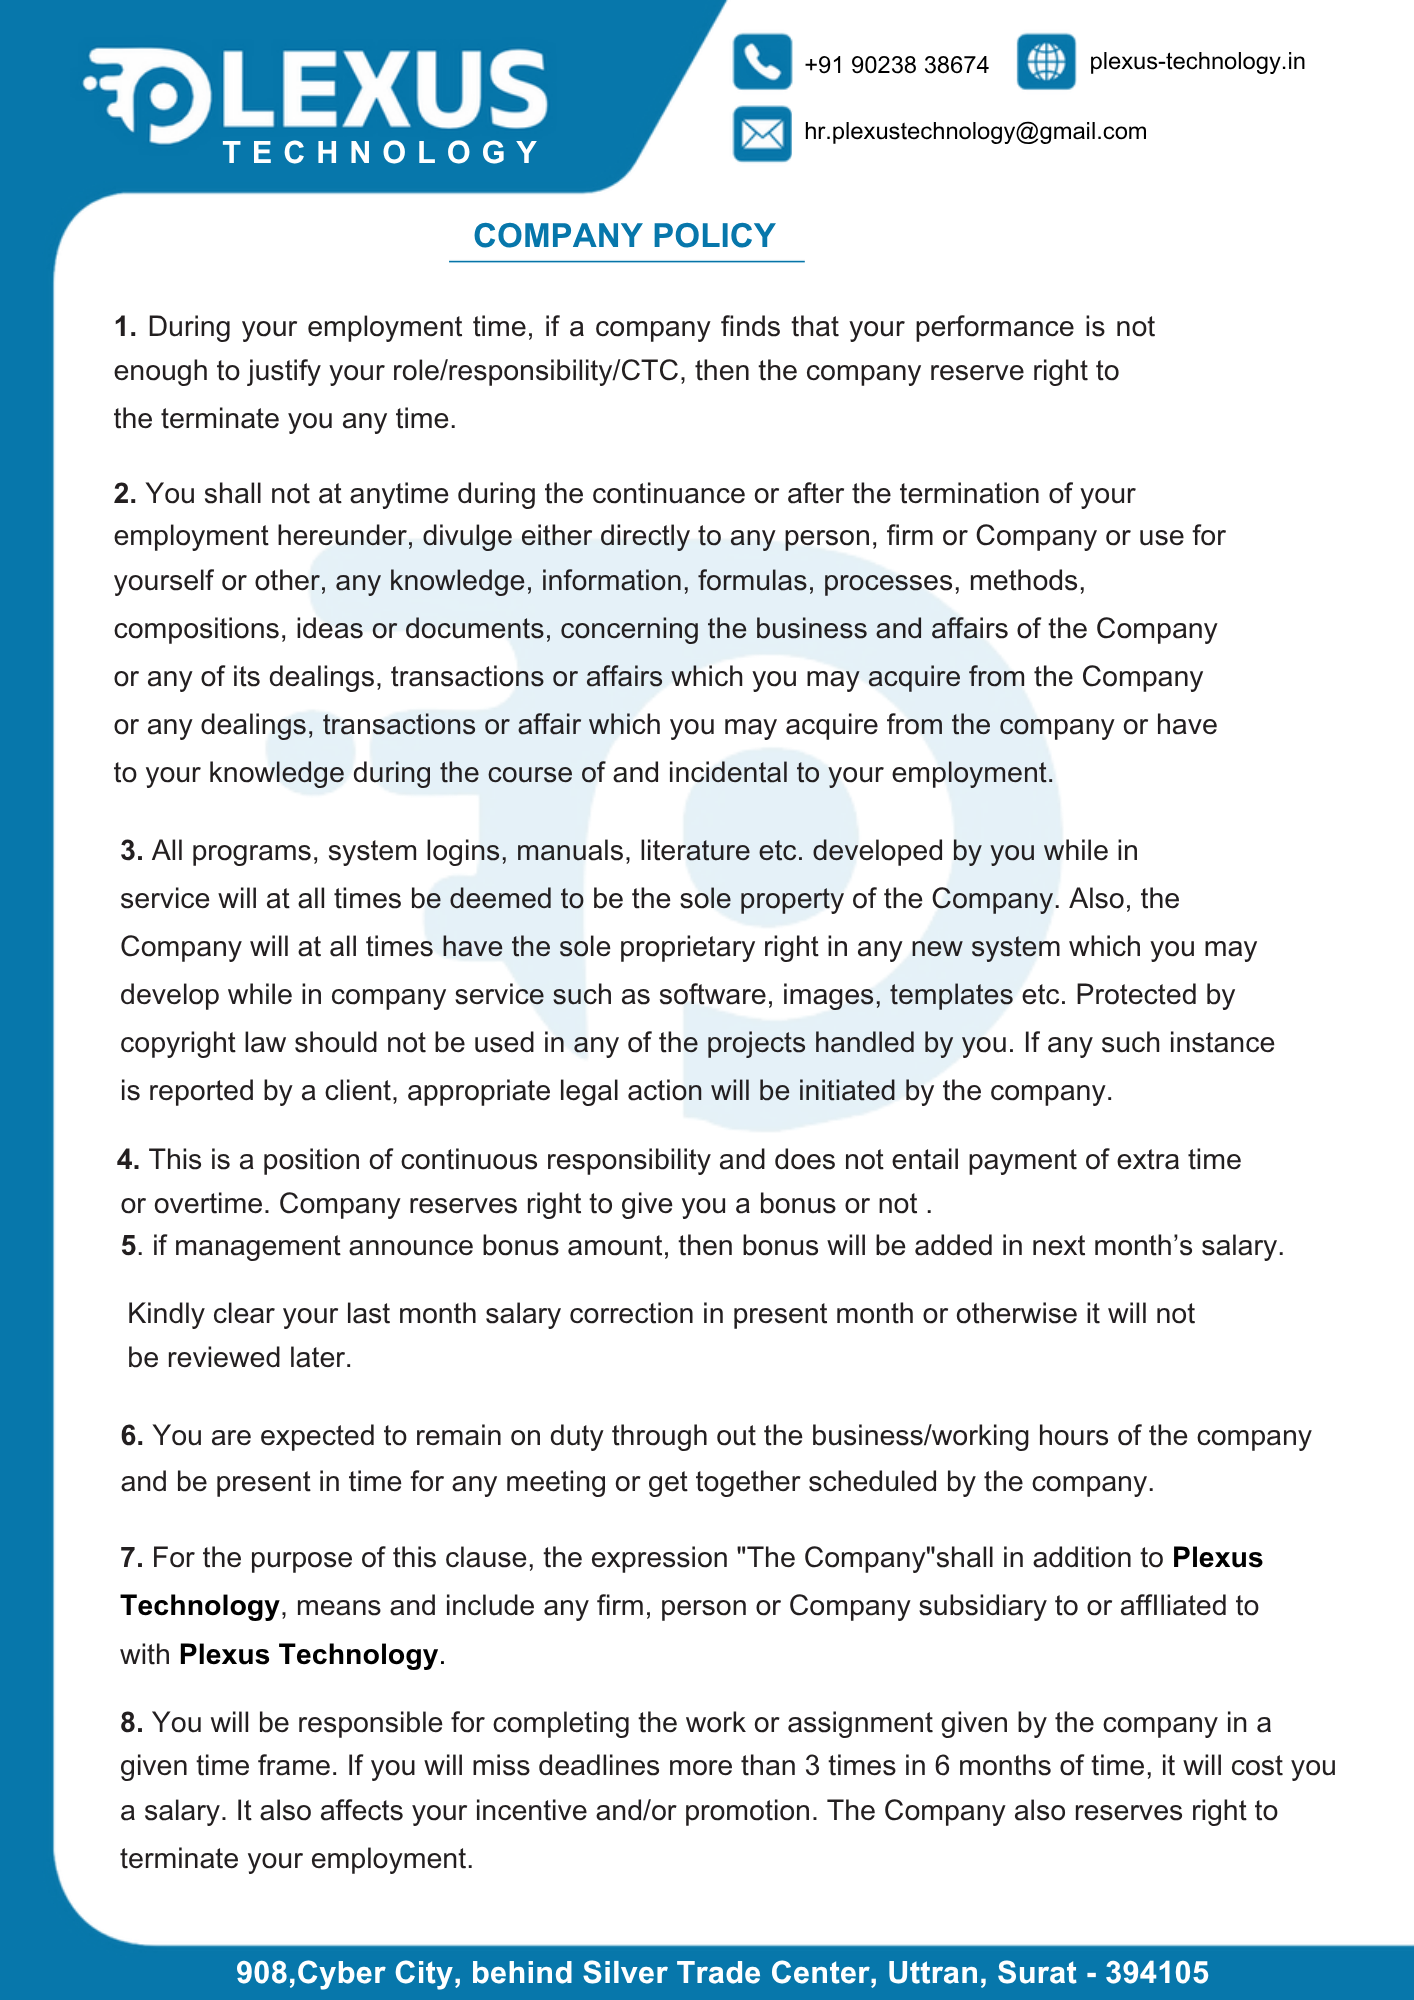 PLEXUS
TECHNOLOGY
+91 90238 38674
plexus-technology.in
hr.plexustechnology@gmail.com
COMPANY POLICY
1. During your employment time, if a company finds that your performance is not
enough to justify your role/responsibility/CTC, then the company reserve right to
the terminate you any time.
2. You shall not at anytime during the continuance or after the termination of your
employment hereunder, divulge either directly to any person, firm or Company or use for
yourself or other, any knowledge, information, formulas, processes, methods,
compositions, ideas or documents, concerning the business and affairs of the Company
or any of its dealings, transactions or affairs which you may acquire from the Company
or any dealings, transactions or affair which you may acquire from the company or have
to your knowledge during the course of and incidental to your employment.
3. All programs, system logins, manuals, literature etc. developed by you while in
service will at all times be deemed to be the sole property of the Company. Also, the
Company will at all times have the sole proprietary right in any new system which you may
develop while in company service such as software, images, templates etc. Protected by
copyright law should not be used in any of the projects handled by you. If any such instance
is reported by a client, appropriate legal action will be initiated by the company.
4. This is a position of continuous responsibility and does not entail payment of extra time
or overtime. Company reserves right to give you a bonus or not .
5. if management announce bonus amount, then bonus will be added in next month’s salary.
Kindly clear your last month salary correction in present month or otherwise it will not
be reviewed later.
6. You are expected to remain on duty through out the business/working hours of the company
and be present in time for any meeting or get together scheduled by the company.
7. For the purpose of this clause, the expression "The Company"shall in addition to Plexus
Technology, means and include any firm, person or Company subsidiary to or affIliated to
with Plexus Technology.
8. You will be responsible for completing the work or assignment given by the company in a
given time frame. If you will miss deadlines more than 3 times in 6 months of time, it will cost you
a salary. It also affects your incentive and/or promotion. The Company also reserves right to
terminate your employment.
908,Cyber City, behind Silver Trade Center, Uttran, Surat - 394105